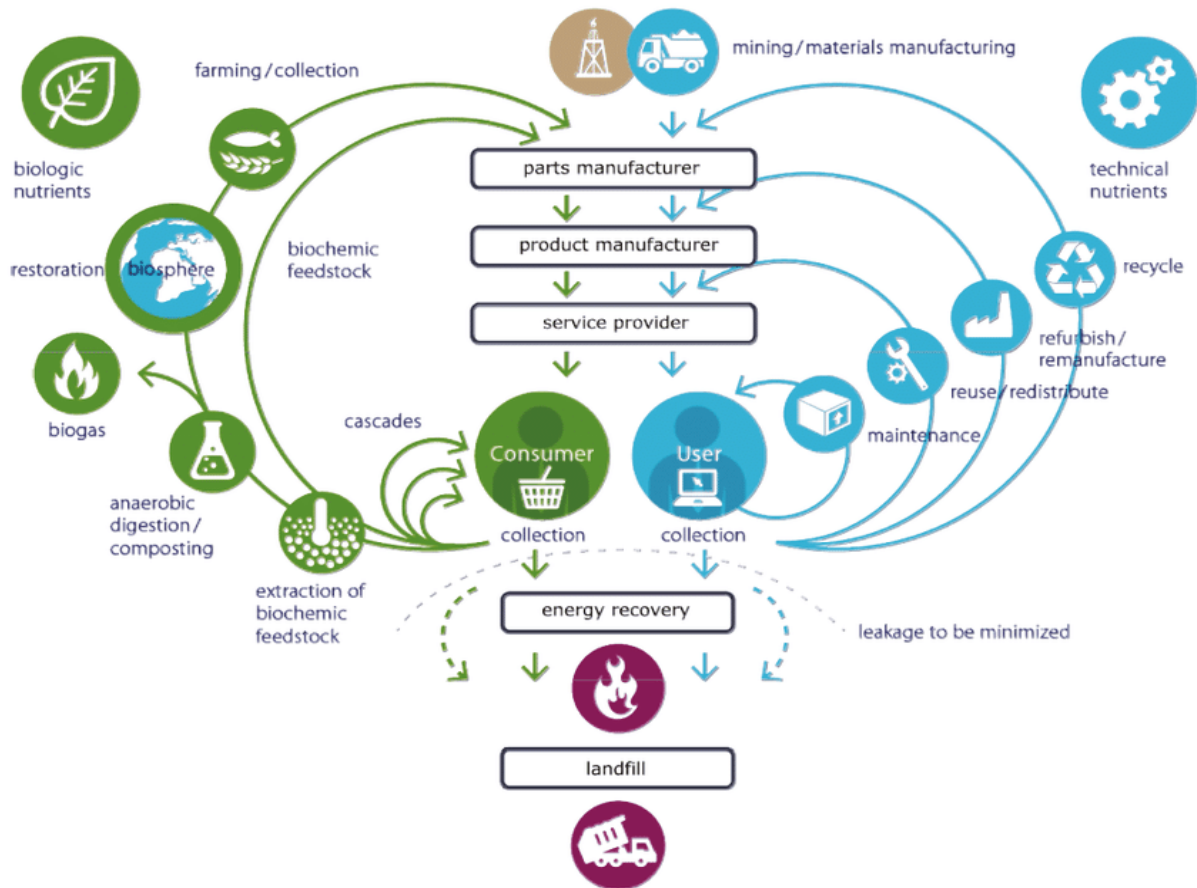 mining/materials manufacturing
farming/collection
biologic
nutrients
technical
nutrients
parts manufacturer
biochemic
feedstock
product manufacturer
restoration
biosphere
recycle
service provider
refurbish/
remanufacture
reuse/redistribute
biogas
cascades
maintenance
Consumer
User
anaerobic
digestion/
composting
collection
collection
extraction of
biochemic
feedstock
energy recovery
leakage to be minimized
landfill